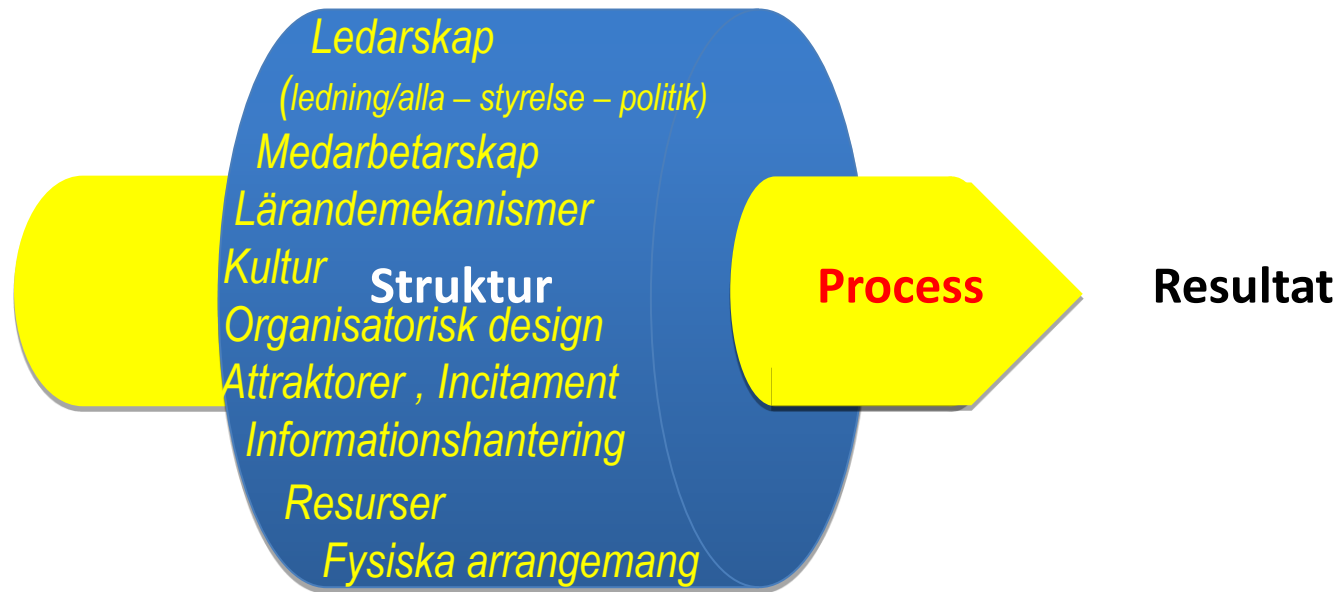 Ledarskap
(ledning/alla – styrelse – politik)
Medarbetarskap
Lärandemekanismer
Kultur
Struktur
Process
Resultat
Organisatorisk design
Attraktorer , Incitament
Informationshantering
Resurser
Fysiska arrangemang